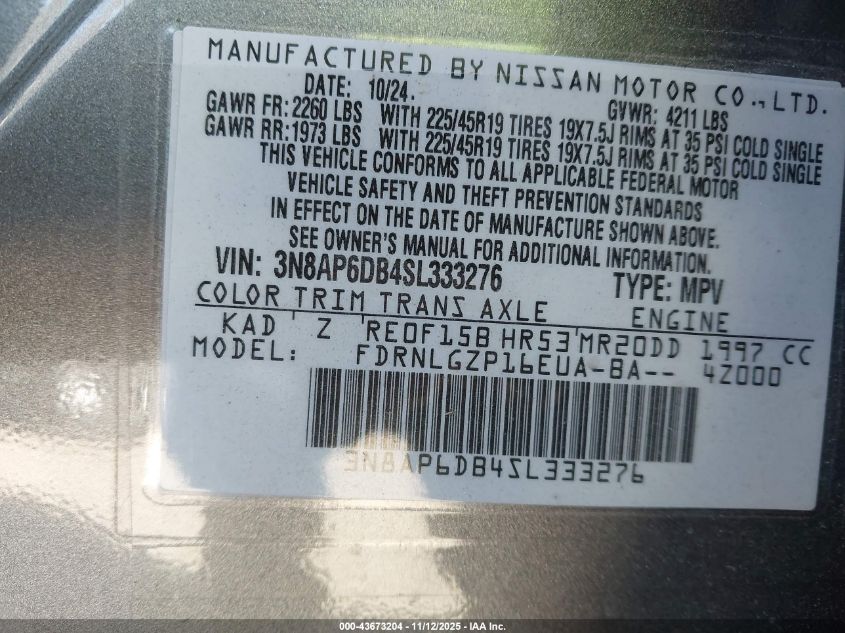 MANUFACTURED BY NISSAN MOTOR CO.,LTD.
DATE: 10/24. GVWR: 4211 LBS
GAWR FR: 2260 LBS WITH 225/45R19 TIRES 19X7.5J RIMS AT 35 PSI COLD SINGLE
GAWR RR: 1973 LBS WITH 225/45R19 TIRES 19X7.5J RIMS AT 35 PSI COLD SINGLE
THIS VEHICLE CONFORMS TO ALL APPLICABLE FEDERAL MOTOR
VEHICLE SAFETY AND THEFT PREVENTION STANDARDS
IN EFFECT ON THE DATE OF MANUFACTURE SHOWN ABOVE.
SEE OWNER'S MANUAL FOR ADDITIONAL INFORMATION.
VIN: 3N8AP6DB4SL333276 TYPE: MPV
COLOR TRIM TRANS AXLE ENGINE
KAD Z RE0F15B HR53 MR20DD 1997 CC
MODEL: FDRNLGZP16EUA-BA-- 4Z000
3N8AP6DB4SL333276
000-43673204 - 11/12/2025 - IAA Inc.